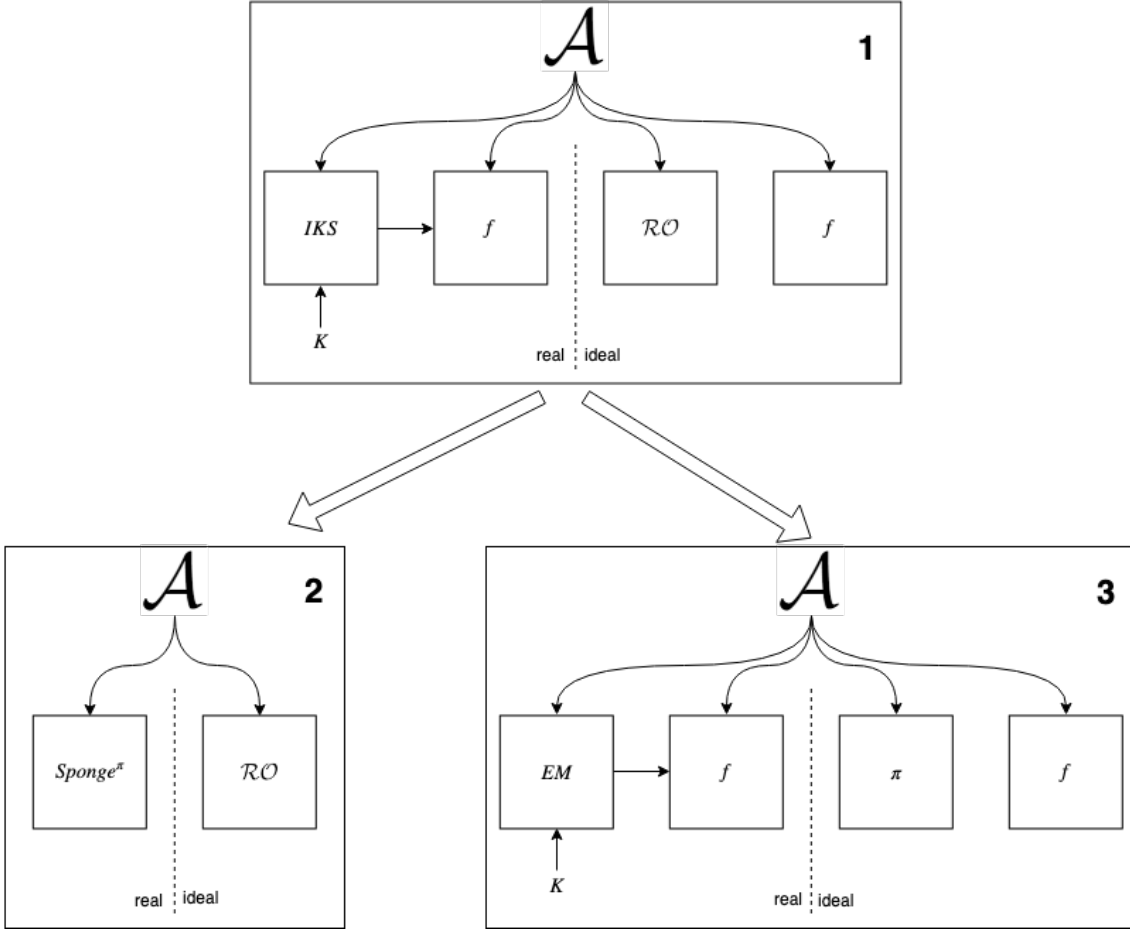 𝒜
1
IKS f ℛ𝒪 f
K
real ideal
𝒜
2
Sponge^π ℛ𝒪
real ideal
𝒜
3
EM f π f
K
real ideal